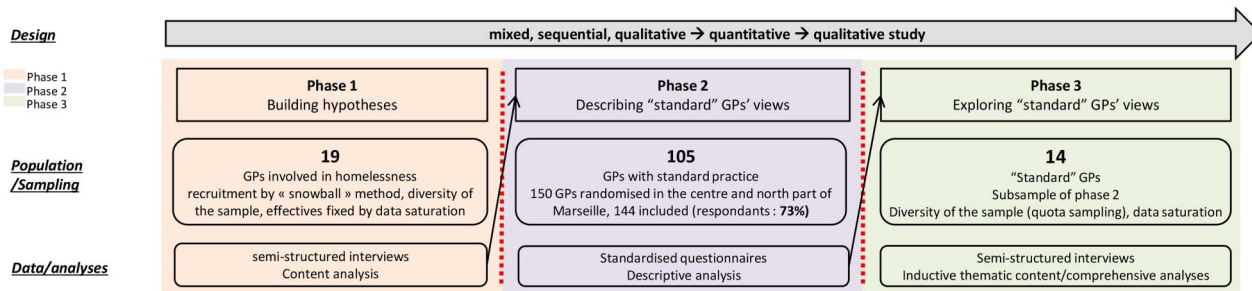 Design
mixed, sequential, qualitative → quantitative → qualitative study
Phase 1
Phase 2
Phase 3
Phase 1
Building hypotheses
Phase 2
Describing “standard” GPs’ views
Phase 3
Exploring “standard” GPs’ views
Population
/Sampling
19
GPs involved in homelessness
recruitment by « snowball » method, diversity of
the sample, effectives fixed by data saturation
105
GPs with standard practice
150 GPs randomised in the centre and north part of
Marseille, 144 included (respondants : 73%)
14
“Standard” GPs
Subsample of phase 2
Diversity of the sample (quota sampling), data saturation
Data/analyses
semi-structured interviews
Content analysis
Standardised questionnaires
Descriptive analysis
Semi-structured interviews
Inductive thematic content/comprehensive analyses